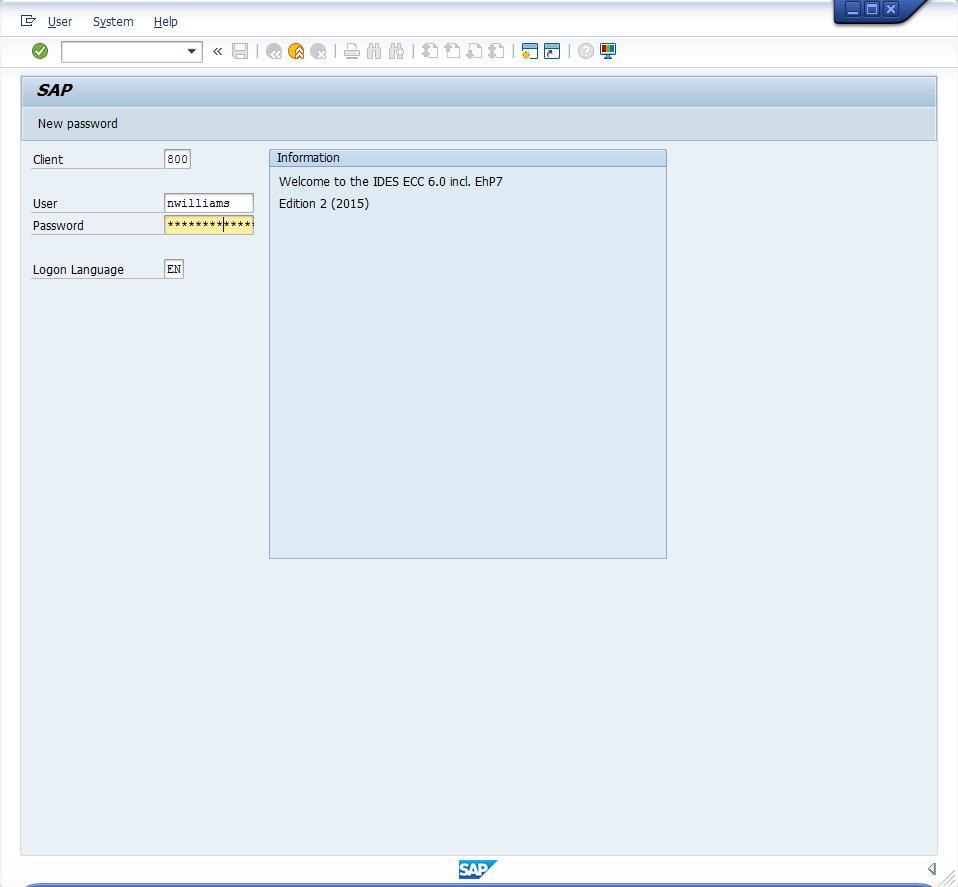 User System Help
SAP
New password
Client 800
Information
Welcome to the IDES ECC 6.0 incl. EhP7
Edition 2 (2015)
User nwilliams
Password ************
Logon Language EN
SAP